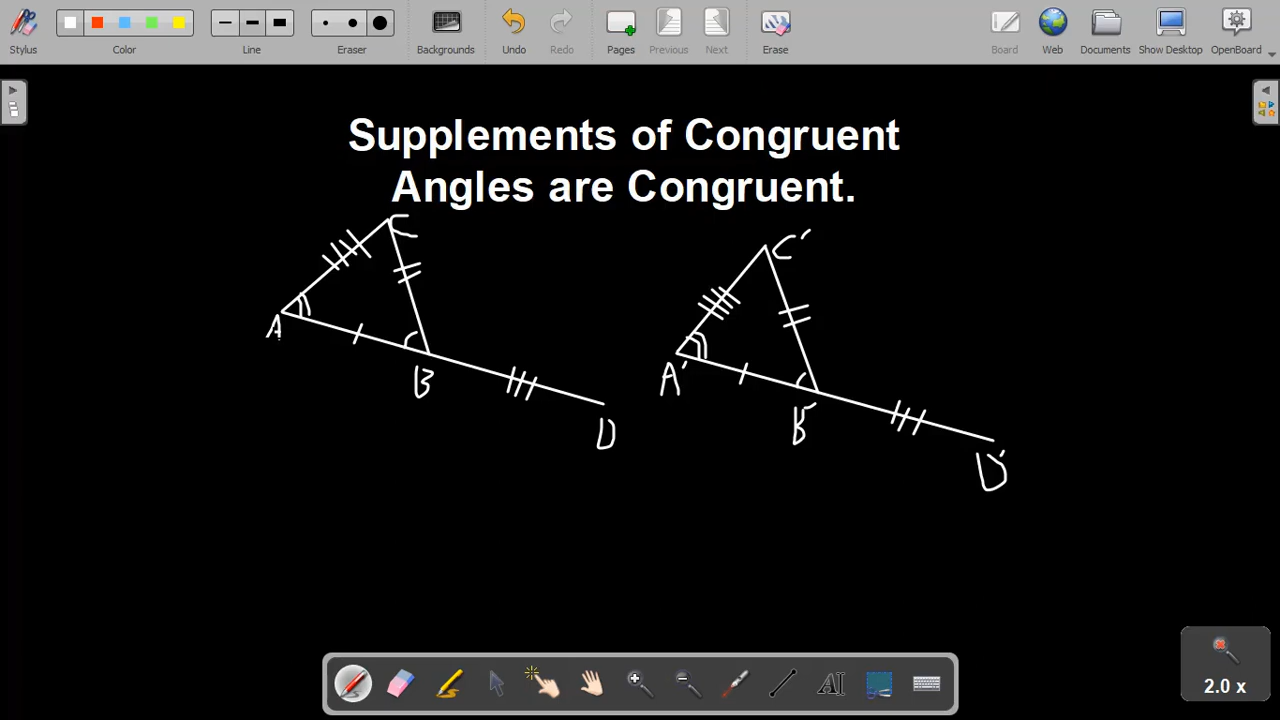 Stylus
Color
Line
Eraser
Backgrounds
Undo
Redo
Pages
Previous
Next
Erase
Board
Web
Documents
Show Desktop
OpenBoard
Supplements of Congruent
Angles are Congruent.
C
C'
A
A'
B
B'
D
D'
AI
2.0 x